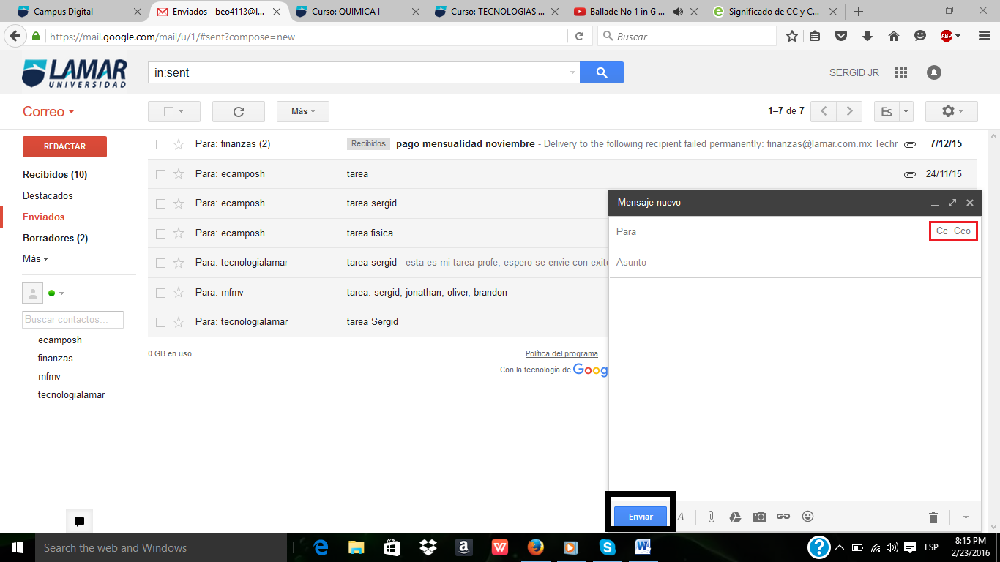 Campus Digital
Enviados - beo4113@l...
Curso: QUIMICA I
Curso: TECNOLOGIAS ...
Ballade No 1 in G ...
Significado de CC y C...
https://mail.google.com/mail/u/1/#sent?compose=new
Buscar
ABP
LAMAR
UNIVERSIDAD
in:sent
SERGID JR
Correo
Más
1–7 de 7
Es
REDACTAR
Recibidos (10)
Destacados
Enviados
Borradores (2)
Más
Buscar contactos...
ecamposh
finanzas
mfmv
tecnologialamar
Para: finanzas (2) Recibidos pago mensualidad noviembre - Delivery to the following recipient failed permanently: finanzas@lamar.com.mx Techr 7/12/15
Para: ecamposh tarea 24/11/15
Para: ecamposh tarea sergid
Para: ecamposh tarea fisica
Para: tecnologialamar tarea sergid - esta es mi tarea profe, espero se envie con exito
Para: mfmv tarea: sergid, jonathan, oliver, brandon
Para: tecnologialamar tarea Sergid
0 GB en uso
Política del programa
Con la tecnología de Goog
Mensaje nuevo
Para
Cc Cco
Asunto
Enviar
A
Search the web and Windows
ESP
8:15 PM
2/23/2016